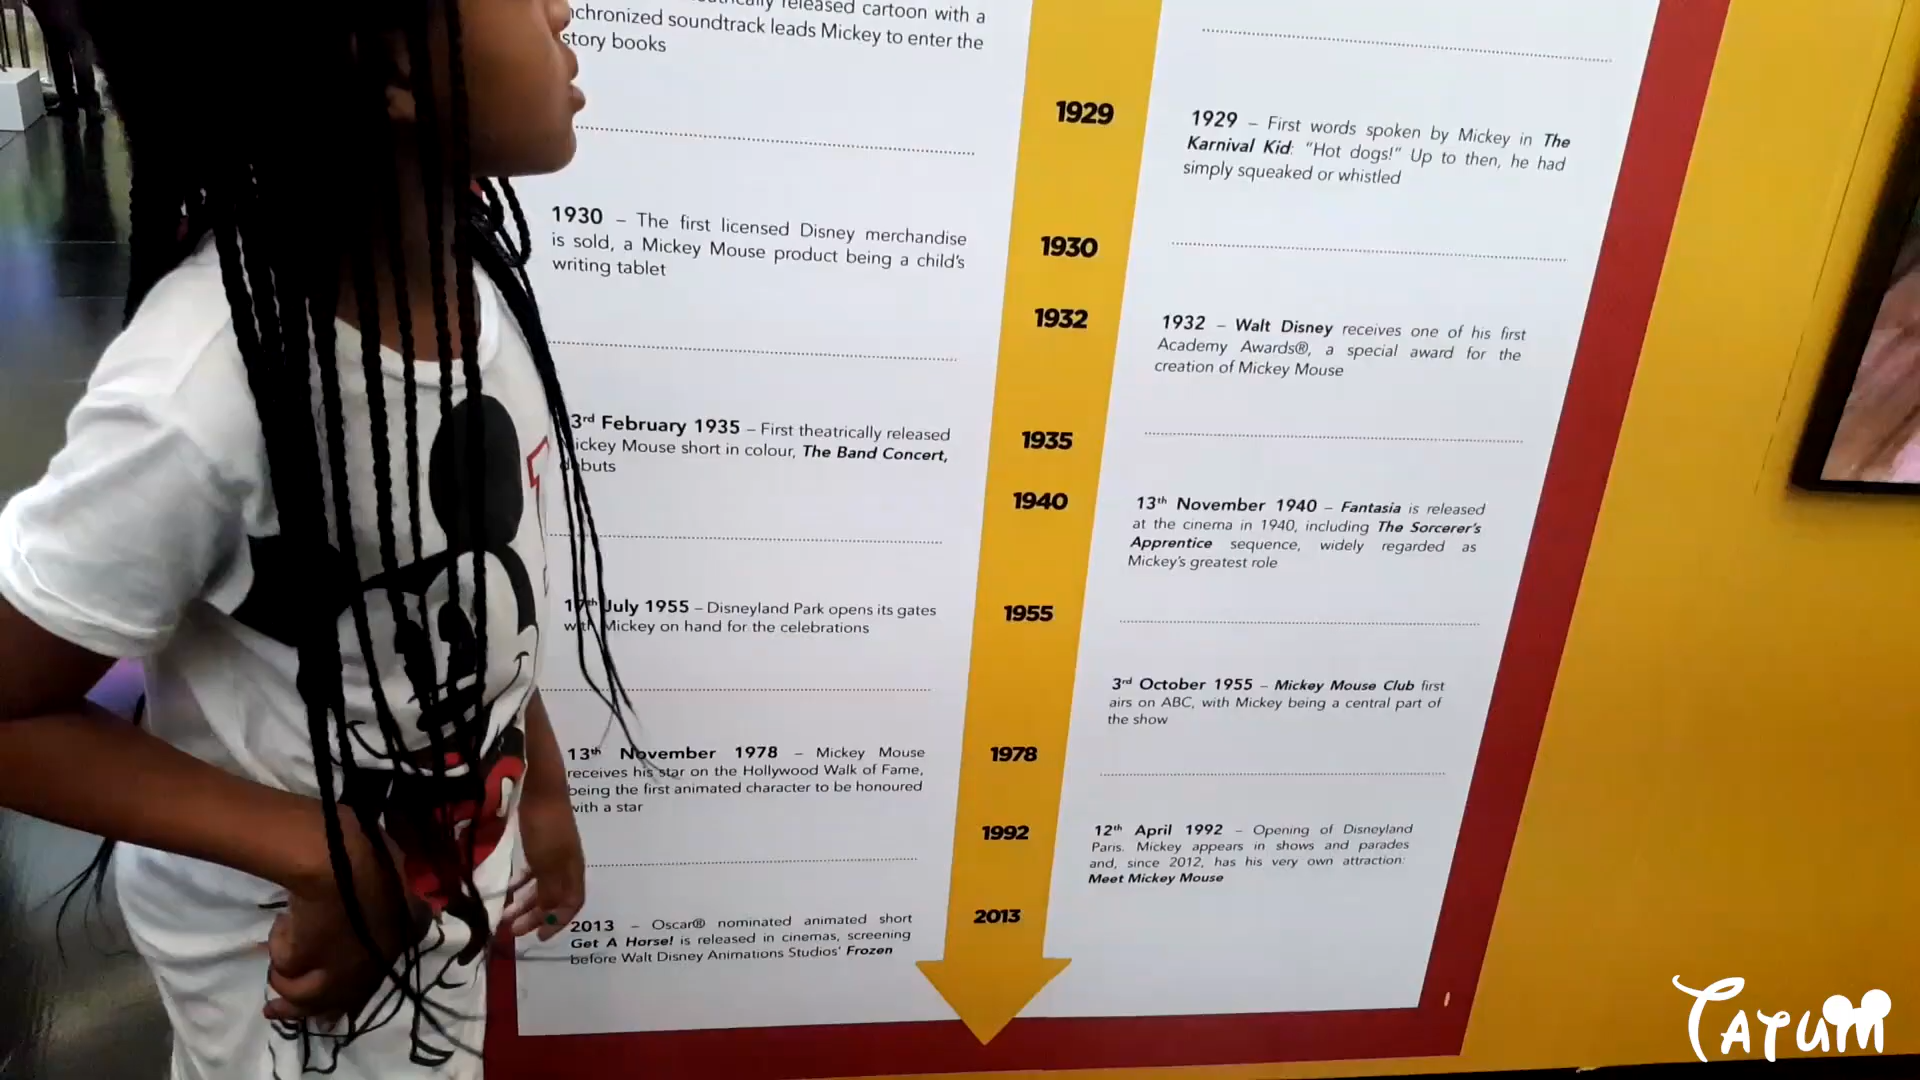 released cartoon with a
soundtrack leads Mickey to enter the
story books
1929
1929 – First words spoken by Mickey in The
Karnival Kid: “Hot dogs!” Up to then, he had
simply squeaked or whistled
1930 – The first licensed Disney merchandise
is sold, a Mickey Mouse product being a child’s
writing tablet
1930
1932
1932 – Walt Disney receives one of his first
Academy Awards®, a special award for the
creation of Mickey Mouse
3rd February 1935 – First theatrically released
Mouse short in colour, The Band Concert,
1935
1940
13th November 1940 – Fantasia is released
at the cinema in 1940, including The Sorcerer’s
Apprentice sequence, widely regarded as
Mickey’s greatest role
July 1955 – Disneyland Park opens its gates
with Mickey on hand for the celebrations
1955
3rd October 1955 – Mickey Mouse Club first
airs on ABC, with Mickey being a central part of
the show
13th November 1978 – Mickey Mouse
receives his star on the Hollywood Walk of Fame,
being the first animated character to be honoured
with a star
1978
1992
12th April 1992 – Opening of Disneyland
Paris. Mickey appears in shows and parades
and, since 2012, has his very own attraction:
Meet Mickey Mouse
2013 – Oscar® nominated animated short
Get A Horse! is released in cinemas, screening
before Walt Disney Animations Studios’ Frozen
2013
TATUM